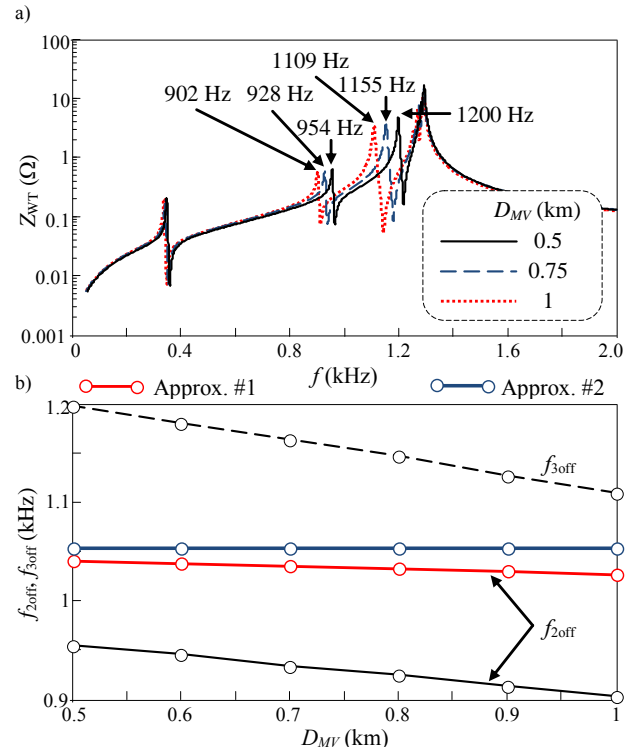 a)
100
10
1
0.1
0.01
0.001
Z_WT (Ω)
1109 Hz
1155 Hz
902 Hz
928 Hz
954 Hz
1200 Hz
D_MV (km)
0.5
0.75
1
0
0.4
0.8
1.2
1.6
2.0
f (kHz)
b)
Approx. #1
Approx. #2
1.2
1.1
1
0.9
f_2off, f_3off (kHz)
f_3off
f_2off
0.5
0.6
0.7
0.8
0.9
1
D_MV (km)